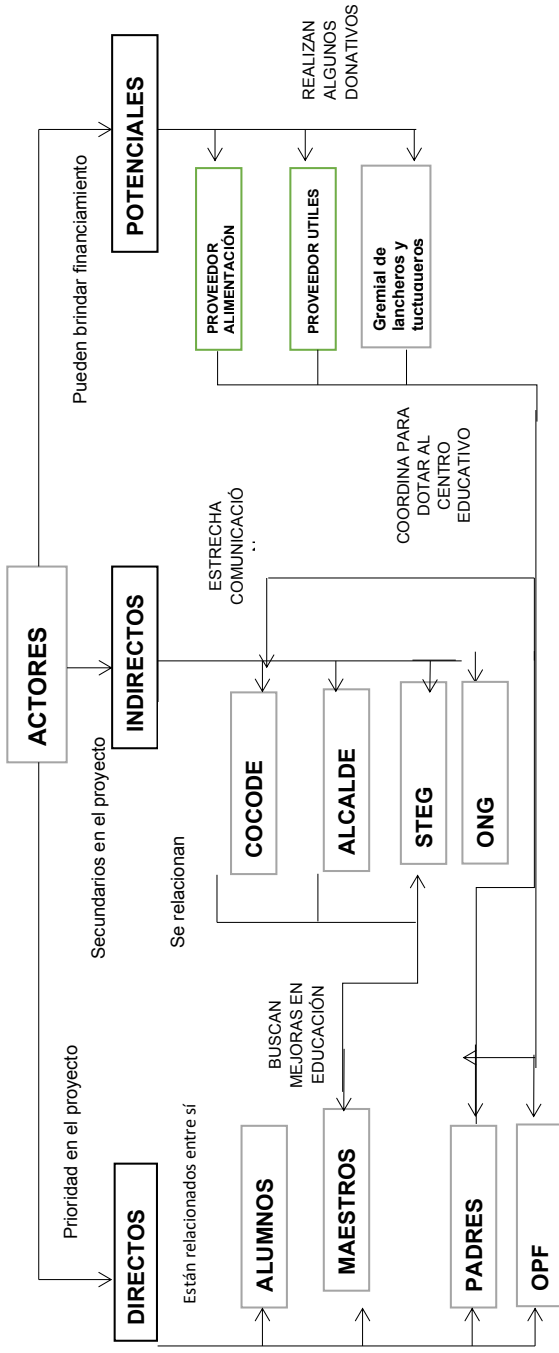 ACTORES
Prioridad en el proyecto
Secundarios en el proyecto
Pueden brindar financiamiento
DIRECTOS
INDIRECTOS
POTENCIALES
Están relacionados entre sí
ALUMNOS
MAESTROS
PADRES
OPF
BUSCAN
MEJORAS EN
EDUCACIÓN
Se relacionan
COCODE
ALCALDE
STEG
ONG
ESTRECHA
COMUNICACIÓ
COORDINA PARA
DOTAR AL
CENTRO
EDUCATIVO
PROVEEDOR
ALIMENTACIÓN
PROVEEDOR UTILES
Gremial de
lancheros y
tuctuqueros
REALIZAN
ALGUNOS
DONATIVOS